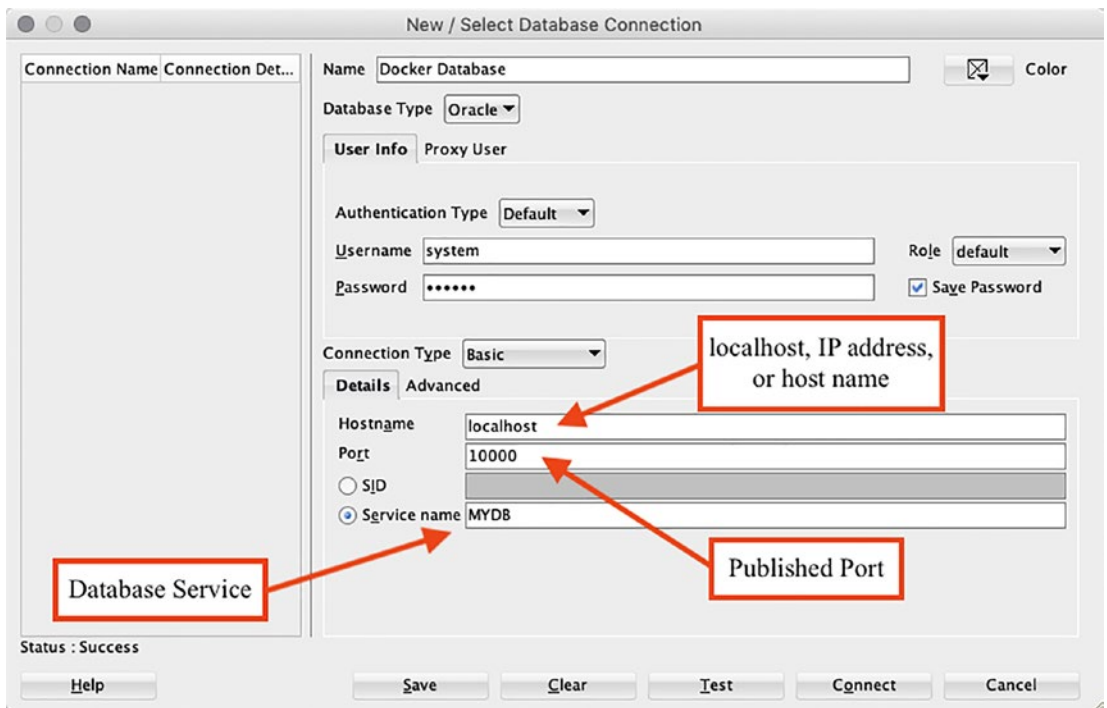 New / Select Database Connection
Connection Name Connection Det...
Name Docker Database
Color
Database Type Oracle
User Info Proxy User
Authentication Type Default
Username system
Role default
Password ••••••
Save Password
localhost, IP address,
or host name
Connection Type Basic
Details Advanced
Hostname localhost
Port 10000
SID
Service name MYDB
Database Service
Published Port
Status : Success
Help Save Clear Test Connect Cancel